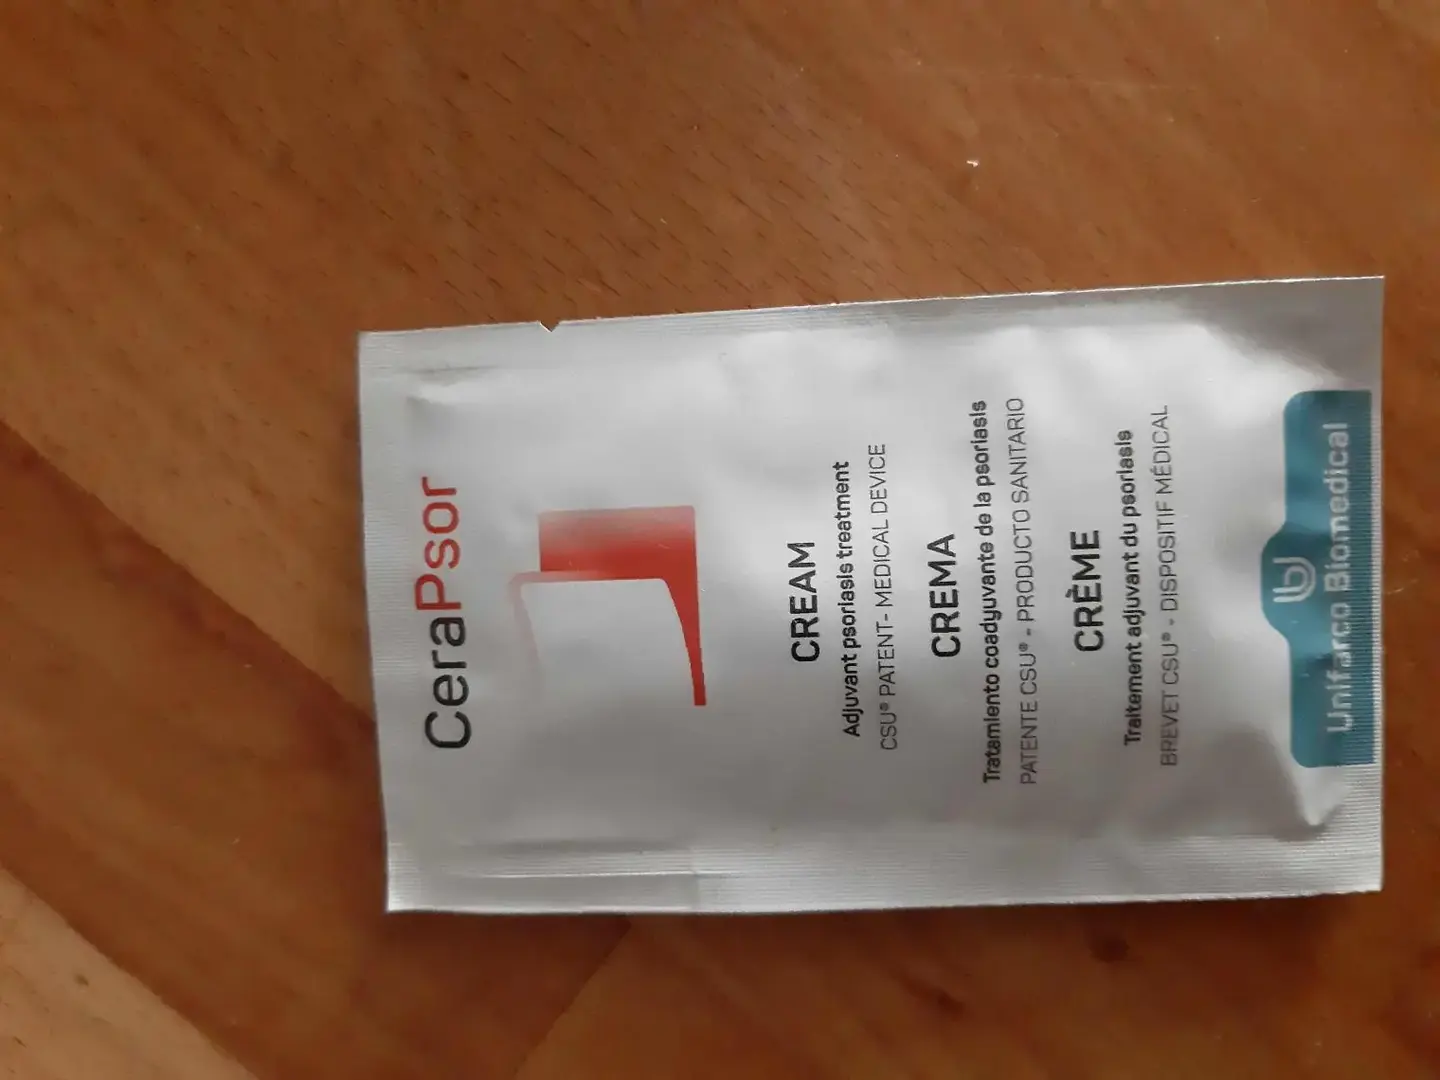 CeraPsor
CREAM
Adjuvant psoriasis treatment
CSU® PATENT- MEDICAL DEVICE
CREMA
Tratamiento coadyuvante de la psoriasis
PATENTE CSU® - PRODUCTO SANITARIO
CRÈME
Traitement adjuvant du psoriasis
BREVET CSU® - DISPOSITIF MÉDICAL
Unifarco Biomedical